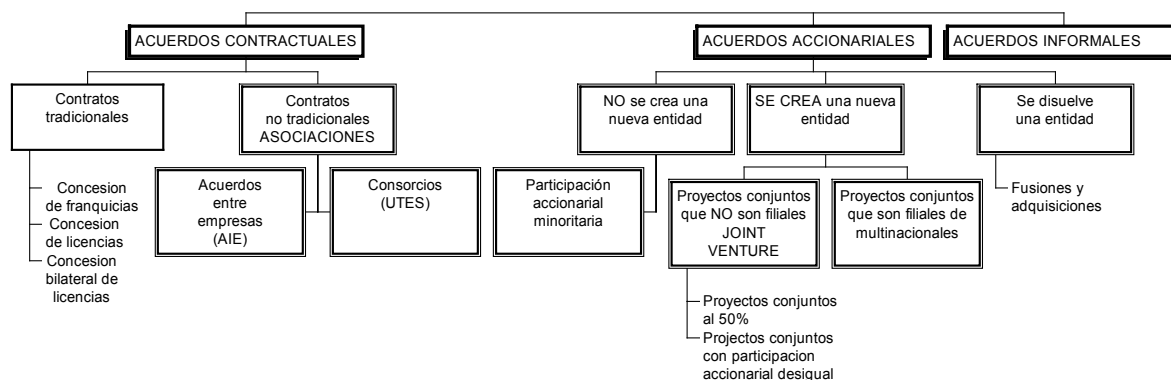 ACUERDOS CONTRACTUALES
ACUERDOS ACCIONARIALES
ACUERDOS INFORMALES
Contratos
tradicionales
Contratos
no tradicionales
ASOCIACIONES
NO se crea una
nueva entidad
SE CREA una nueva
entidad
Se disuelve
una entidad
Concesion
de franquicias
Concesion
de licencias
Concesion
bilateral de
licencias
Acuerdos
entre
empresas
(AIE)
Consorcios
(UTES)
Participación
accionarial
minoritaria
Proyectos conjuntos
que NO son filiales
JOINT
VENTURE
Proyectos conjuntos
que son filiales de
multinacionales
Fusiones y
adquisiciones
Proyectos conjuntos
al 50%
Projectos conjuntos
con participacion
accionarial desigual